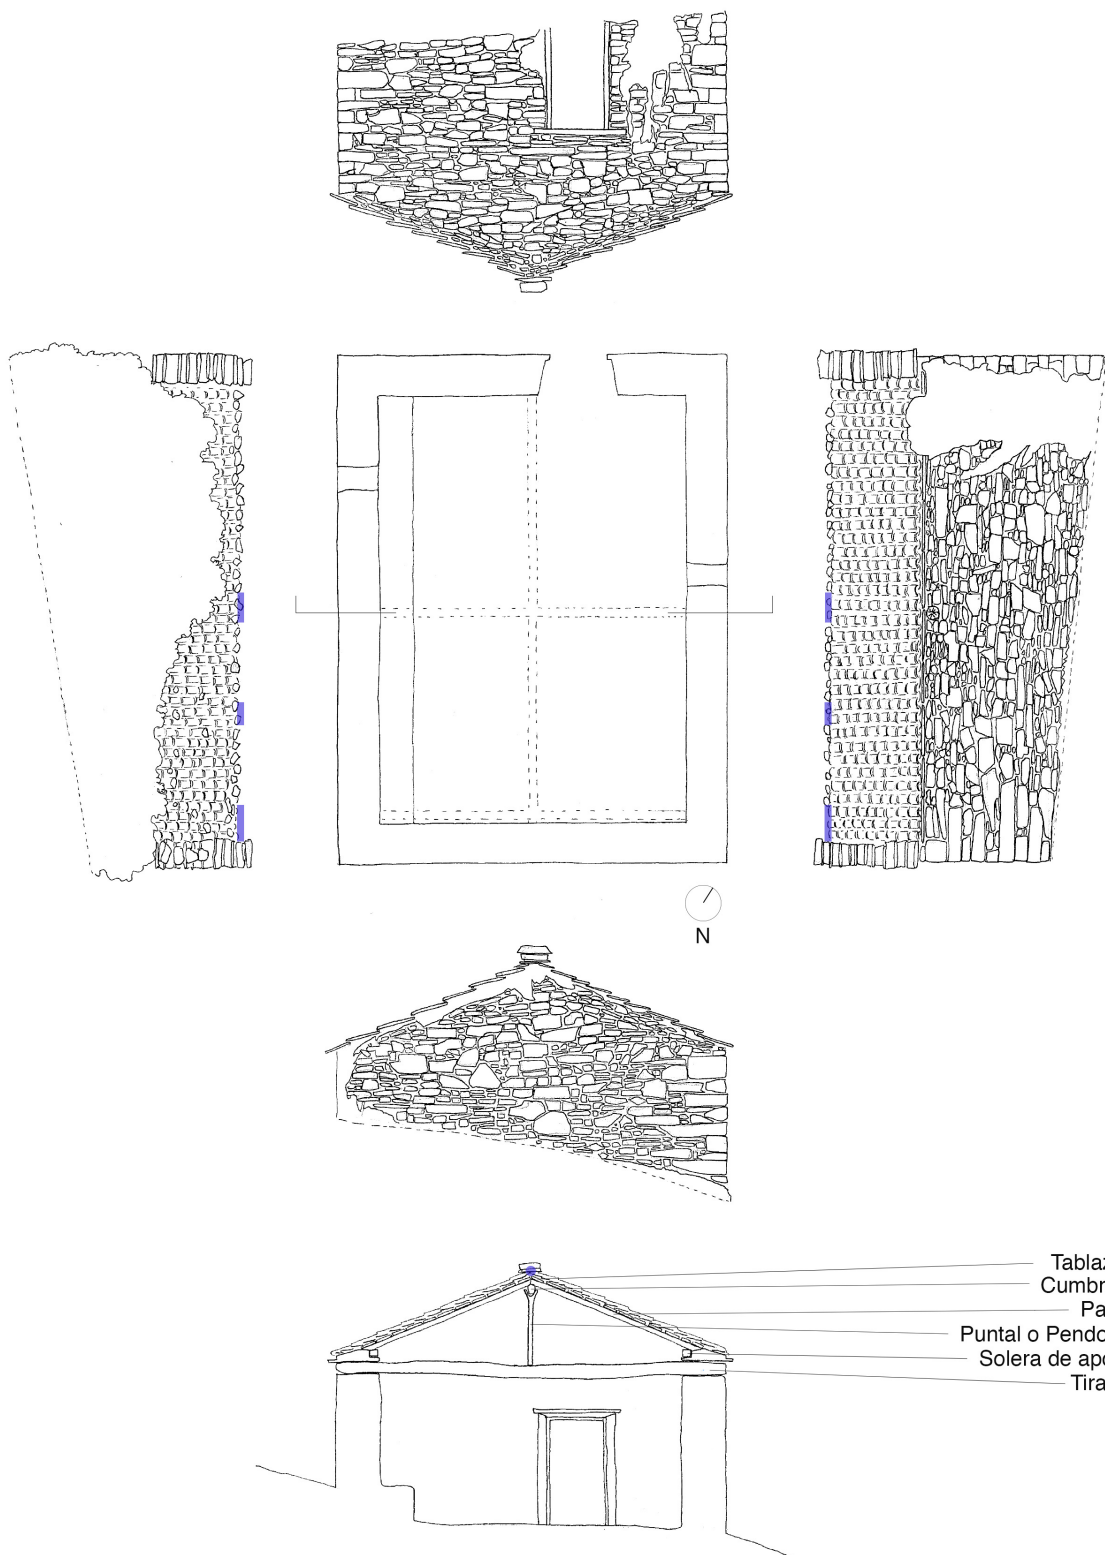 N
Tablaz
Cumbr
Pa
Puntal o Pendo
Solera de apo
Tira